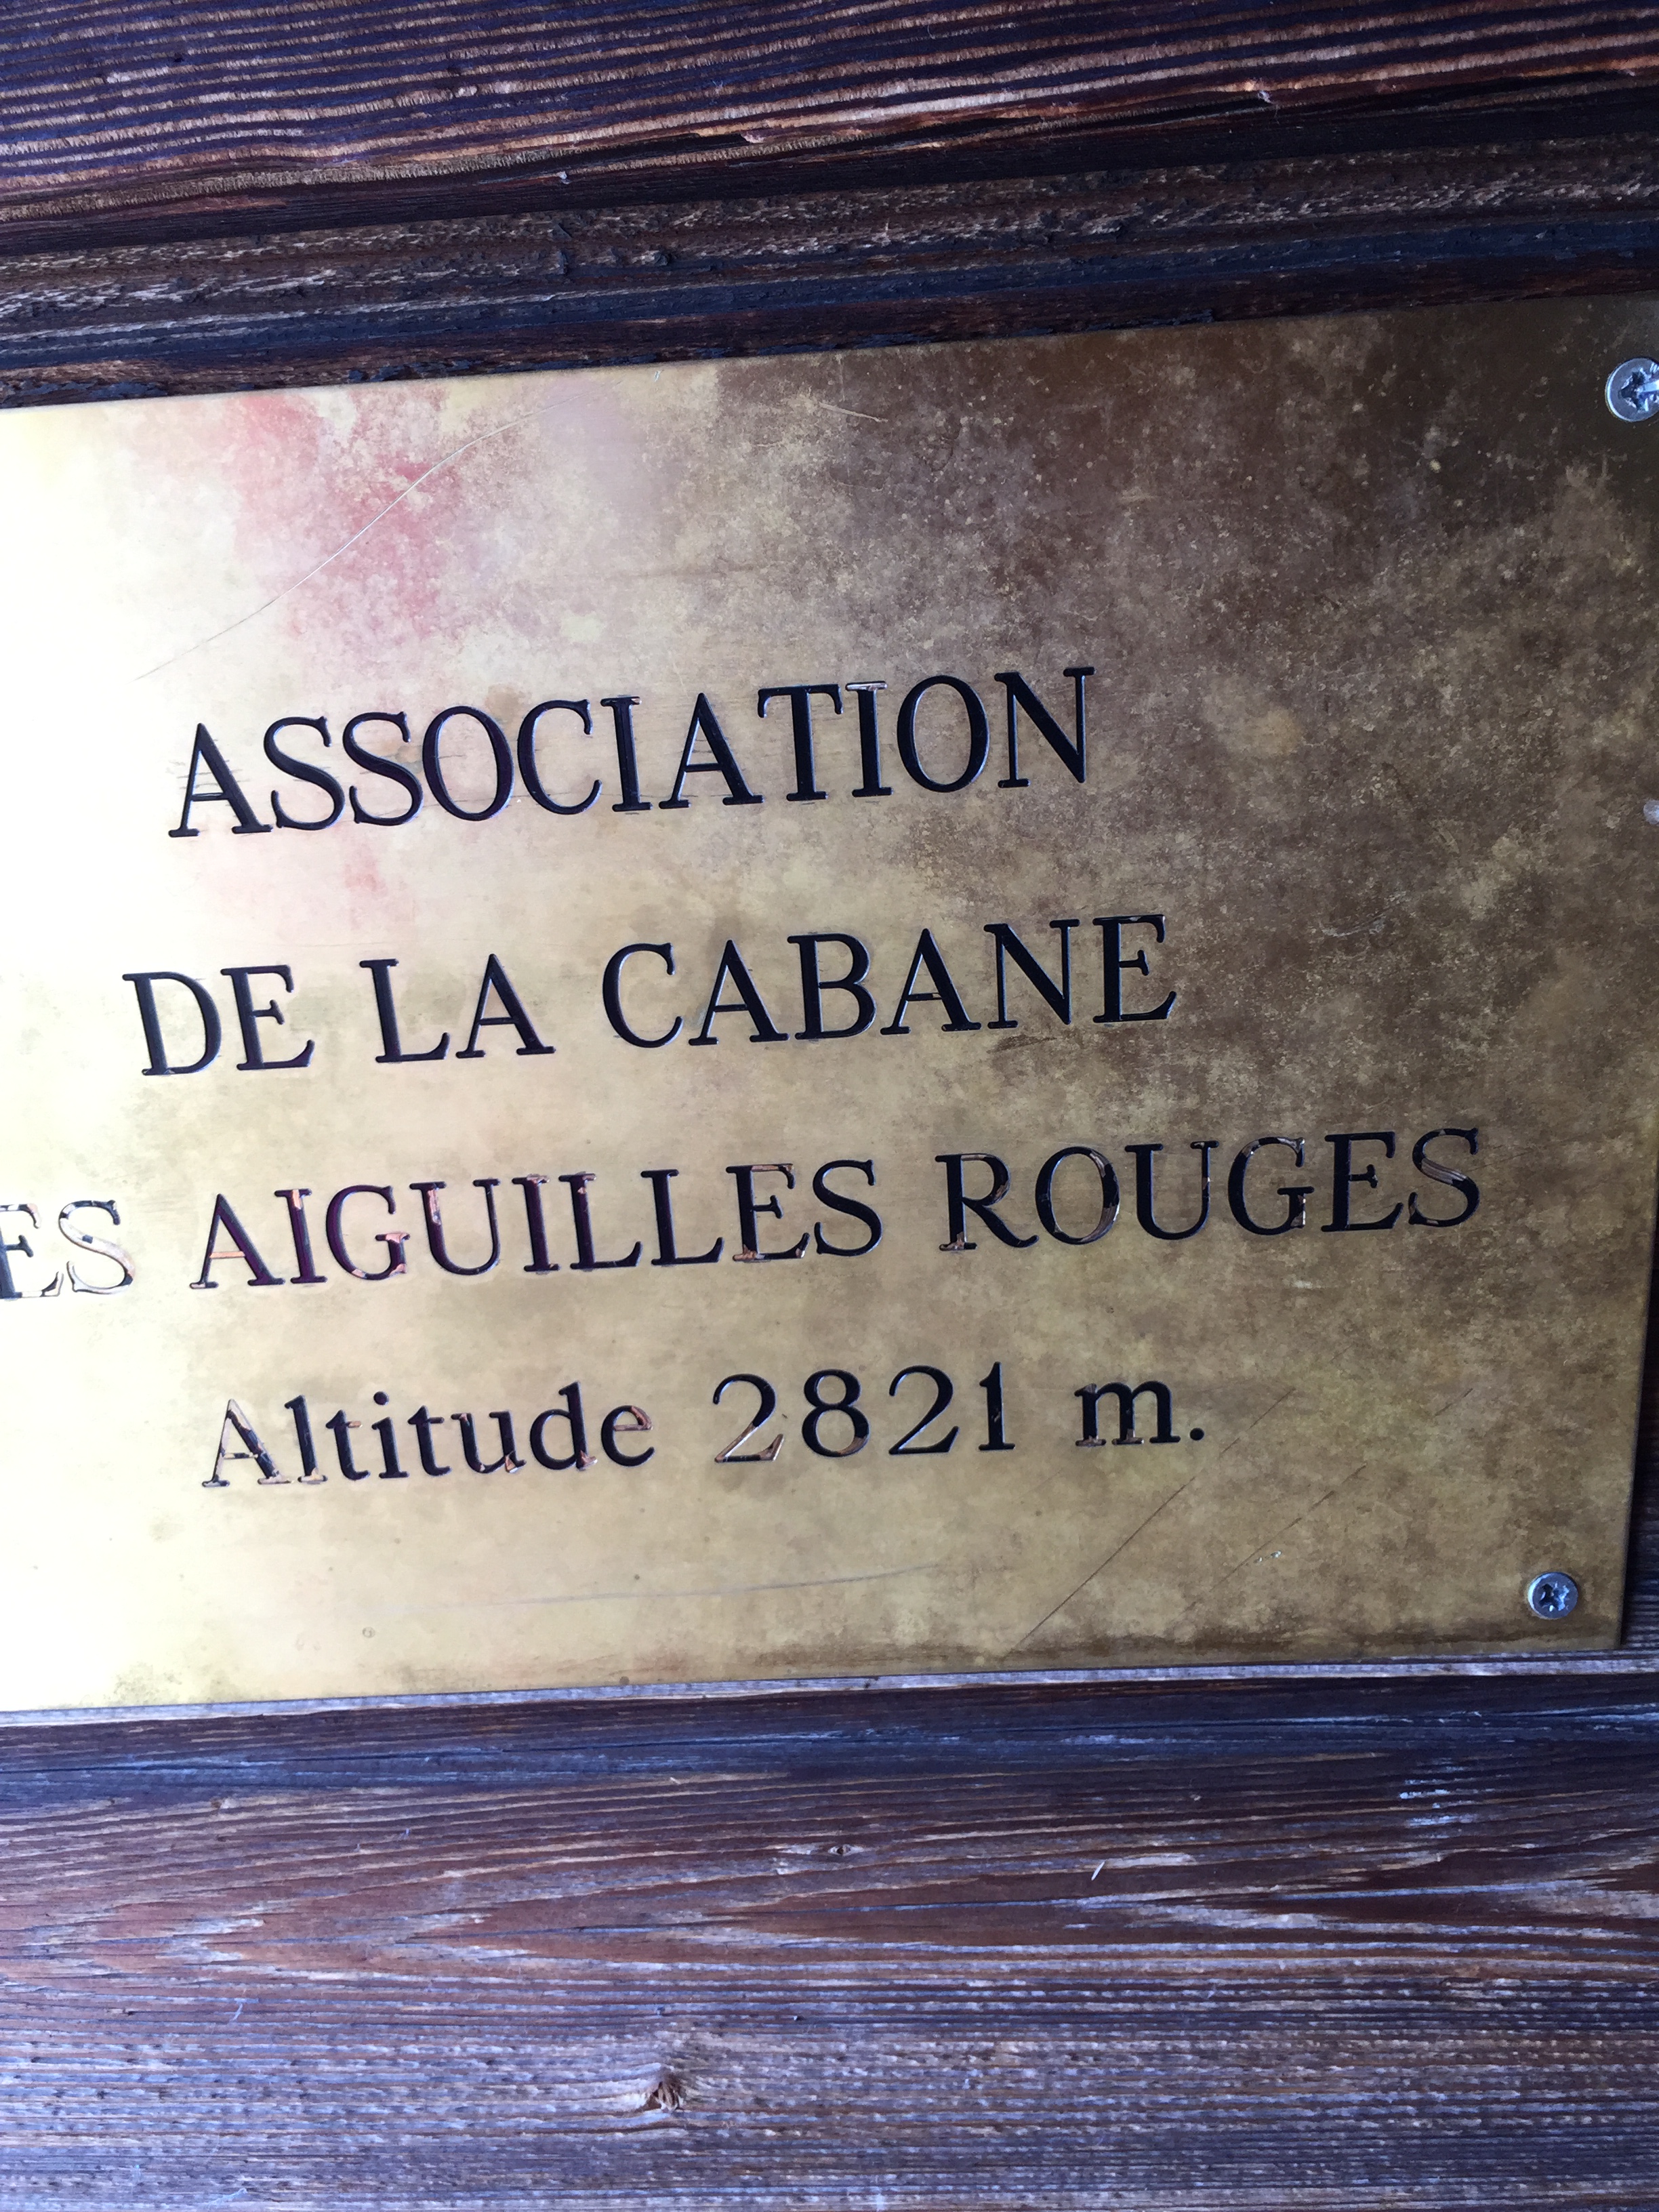 ASSOCIATION
DE LA CABANE
ES AIGUILLES ROUGES
Altitude 2821 m.